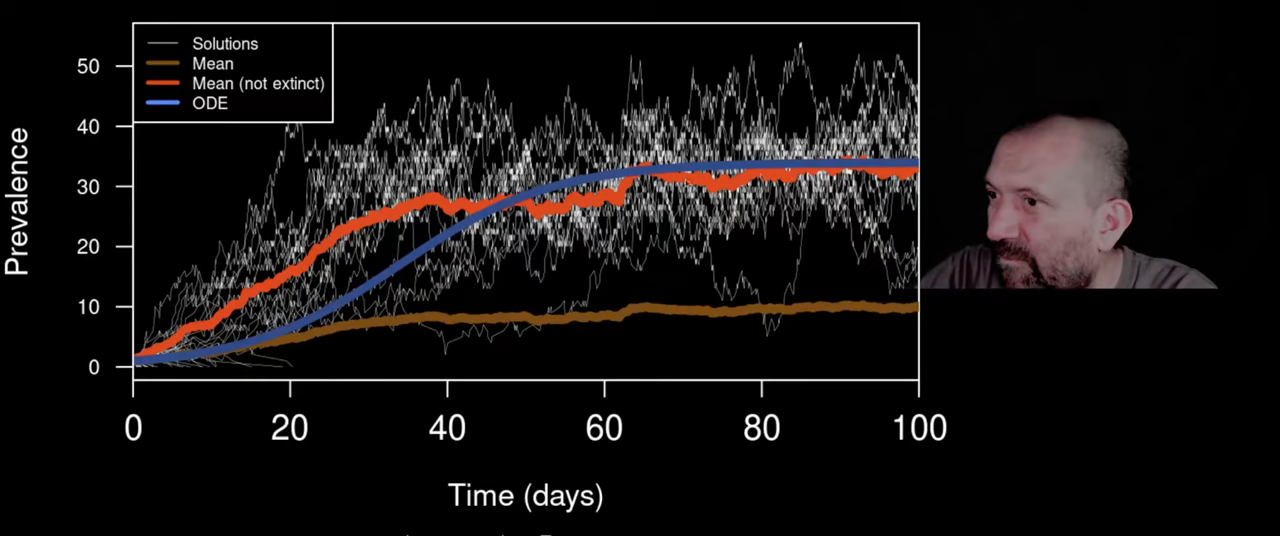 Solutions
Mean
Mean (not extinct)
ODE
50
40
30
20
10
0
Prevalence
0 20 40 60 80 100
Time (days)